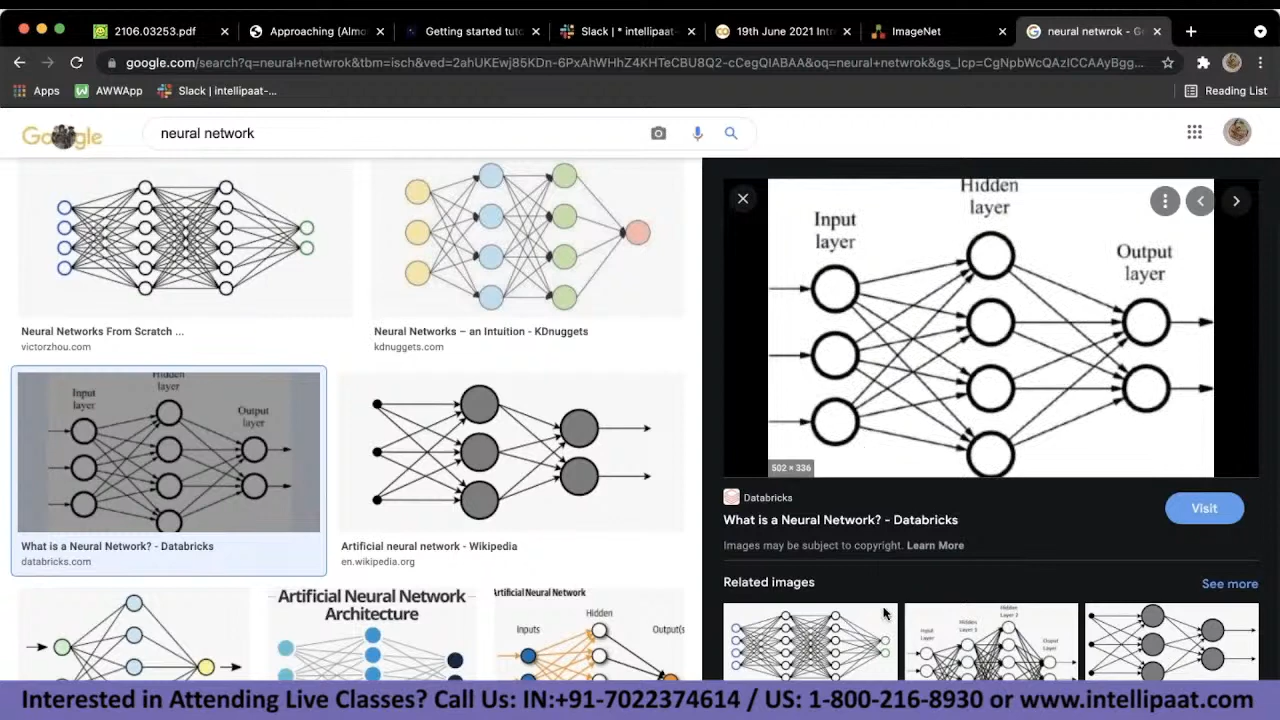 2106.03253.pdf
Approaching (Almo
Getting started tuto
Slack | * intellipaat-
19th June 2021 Intr
ImageNet
neural netwrok - Go
google.com/search?q=neural+netwrok&tbm=isch&ved=2ahUKEwj85KDn-6PxAhWHhZ4KHTeCBU8Q2-cCegQIABAA&oq=neural+netwrok&gs_lcp=CgNpbWcQAzICCAAyBgg...
Apps
AWWApp
Slack | intellipaat-...
Reading List
Google
neural network
Neural Networks From Scratch ...
victorzhou.com
Neural Networks – an Intuition - KDnuggets
kdnuggets.com
Input
layer
Hidden
layer
Output
layer
What is a Neural Network? - Databricks
databricks.com
Artificial neural network - Wikipedia
en.wikipedia.org
Artificial Neural Network
Architecture
Artificial Neural Network
Inputs
Hidden
Output(s
Input
layer
Hidden
layer
Output
layer
502 × 336
Databricks
What is a Neural Network? - Databricks
Visit
Images may be subject to copyright. Learn More
Related images
See more
Interested in Attending Live Classes? Call Us: IN:+91-7022374614 / US: 1-800-216-8930 or www.intellipaat.com